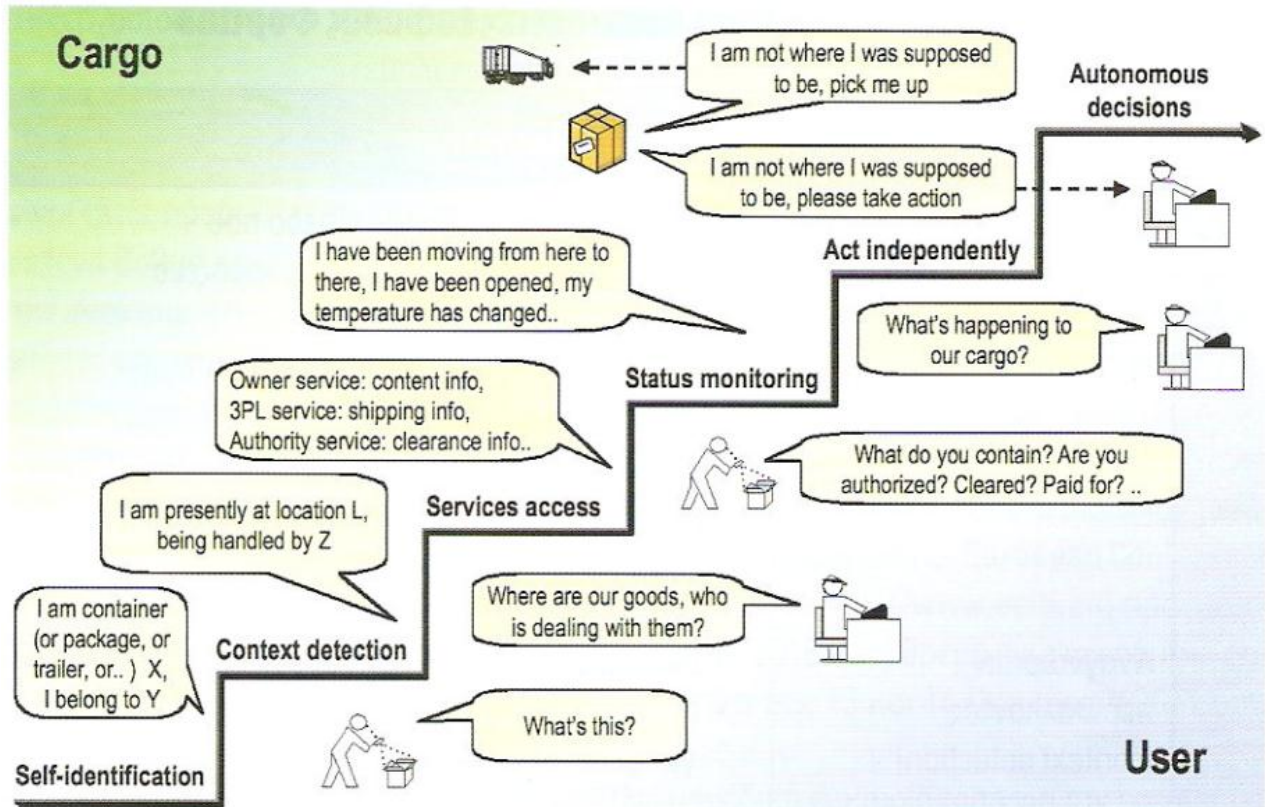 Cargo
I am not where I was supposed
to be, pick me up
Autonomous
decisions
I am not where I was supposed
to be, please take action
I have been moving from here to
there, I have been opened, my
temperature has changed..
Act independently
What's happening to
our cargo?
Owner service: content info,
3PL service: shipping info,
Authority service: clearance info..
Status monitoring
What do you contain? Are you
authorized? Cleared? Paid for? ..
I am presently at location L,
being handled by Z
Services access
Where are our goods, who
is dealing with them?
I am container
(or package, or
trailer, or.. ) X,
I belong to Y
Context detection
What's this?
Self-identification
User